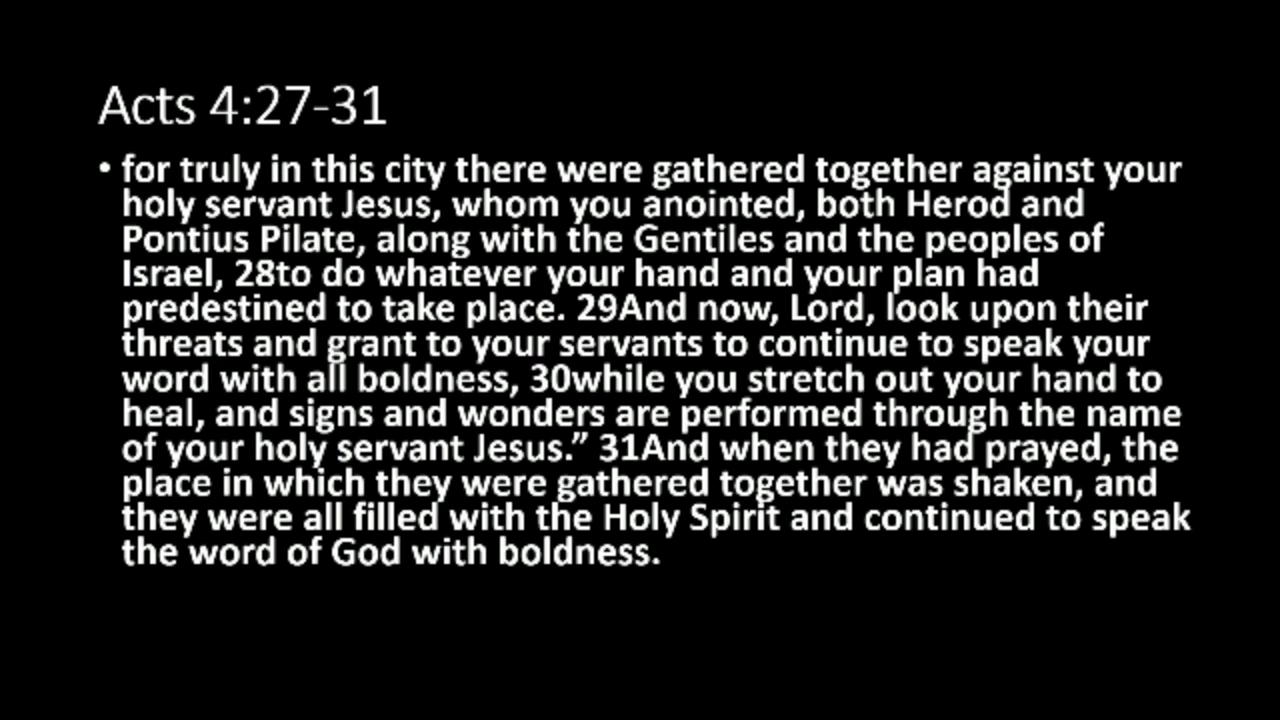 Acts 4:27-31
• for truly in this city there were gathered together against your
holy servant Jesus, whom you anointed, both Herod and
Pontius Pilate, along with the Gentiles and the peoples of
Israel, 28to do whatever your hand and your plan had
predestined to take place. 29And now, Lord, look upon their
threats and grant to your servants to continue to speak your
word with all boldness, 30while you stretch out your hand to
heal, and signs and wonders are performed through the name
of your holy servant Jesus.” 31And when they had prayed, the
place in which they were gathered together was shaken, and
they were all filled with the Holy Spirit and continued to speak
the word of God with boldness.